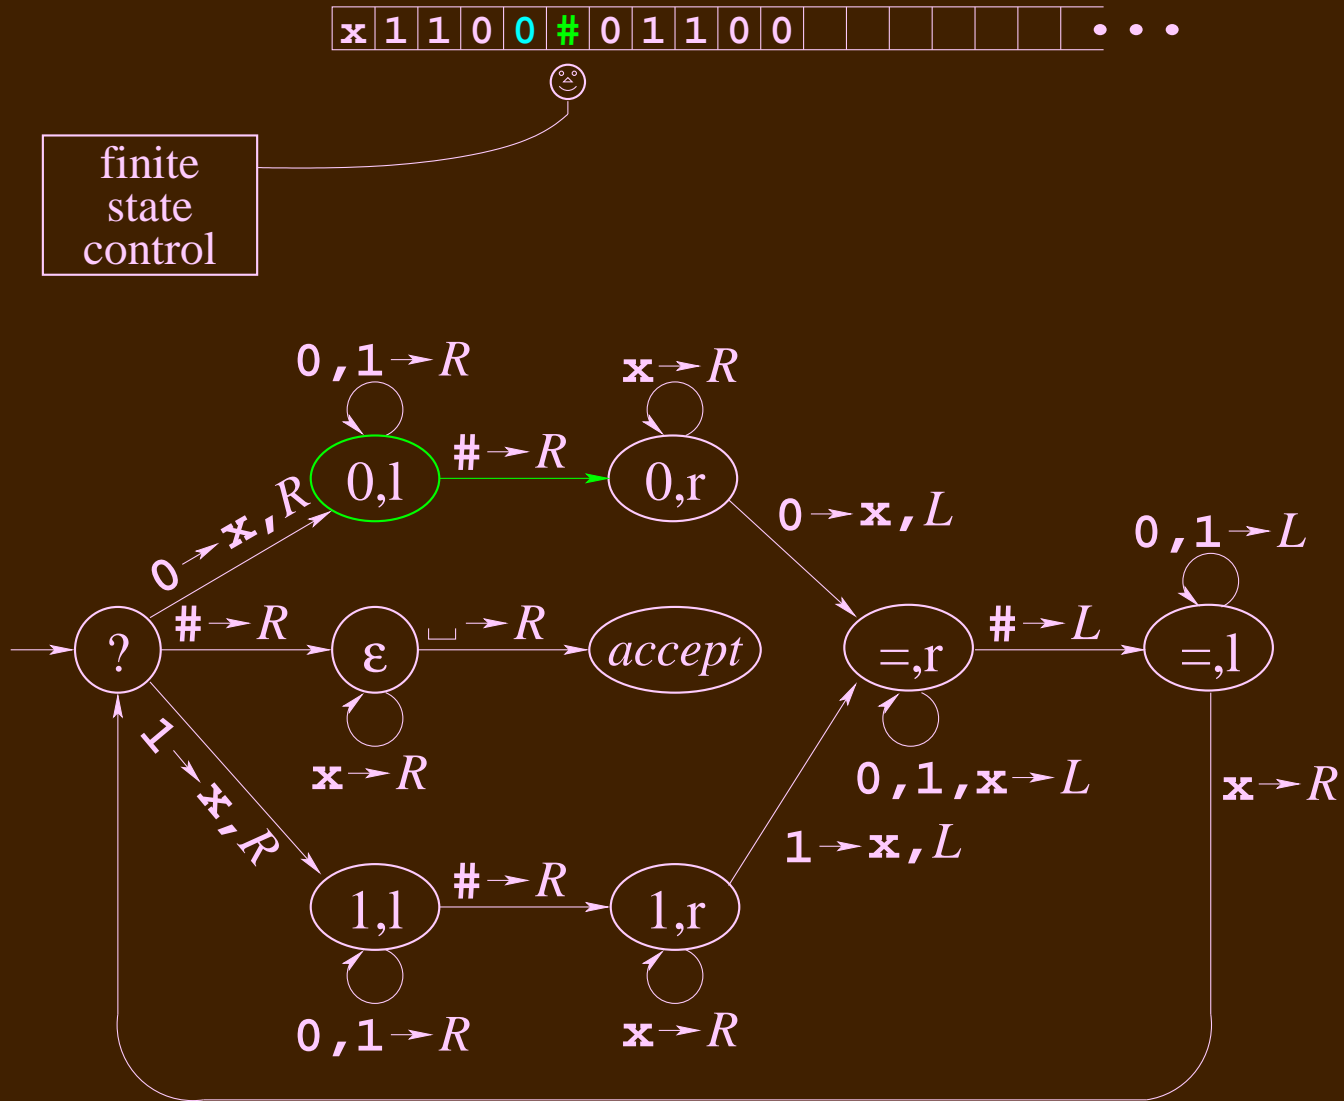 x 1 1 0 0 # 0 1 1 0 0 • • •
finite
state
control
0,1→R
x→R
#→R
0,l
0,r
0→x,R
0→x,L
0,1→L
#→R
␣→R
#→L
?
ε
accept
=,r
=,l
1→x,R
x→R
0,1,x→L
x→R
1→x,L
#→R
1,l
1,r
0,1→R
x→R